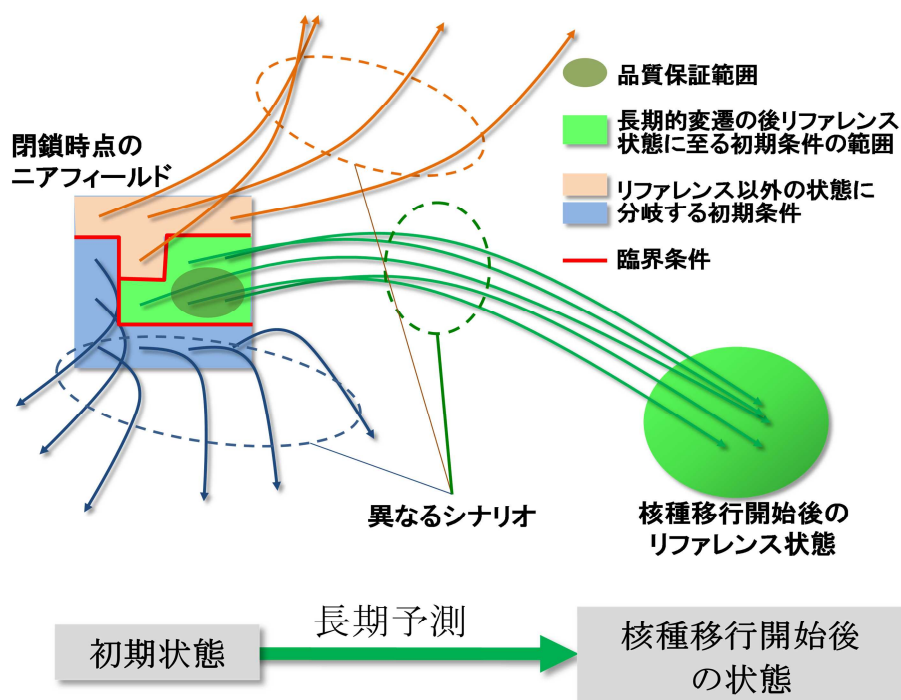 品質保証範囲
長期的変遷の後リファレンス
状態に至る初期条件の範囲
リファレンス以外の状態に
分岐する初期条件
臨界条件
閉鎖時点の
ニアフィールド
異なるシナリオ
核種移行開始後の
リファレンス状態
長期予測
初期状態
核種移行開始後
の状態